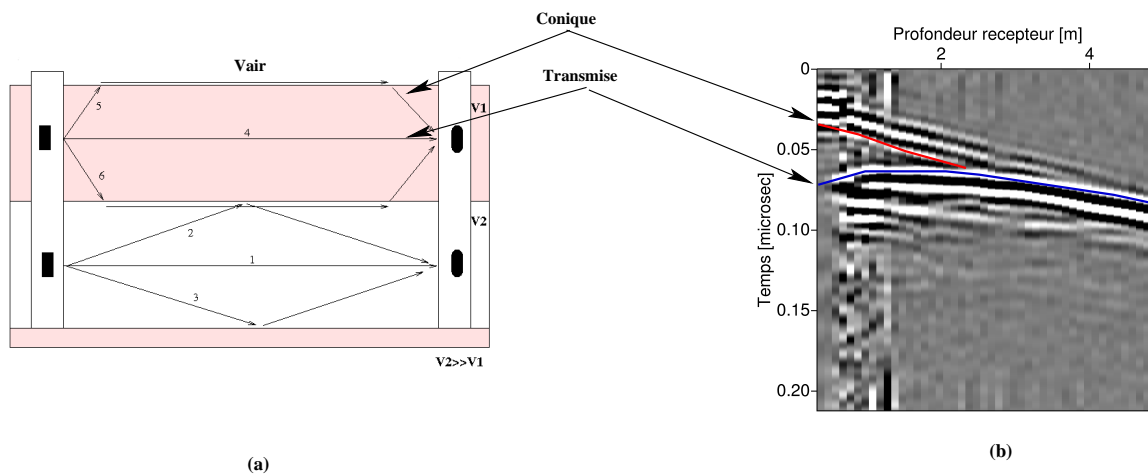 Conique
Vair
Transmise
V1
5
4
6
V2
2
1
3
V2>>V1
(a)
Profondeur recepteur [m]
2
4
0
0.05
0.10
0.15
0.20
Temps [microsec]
(b)